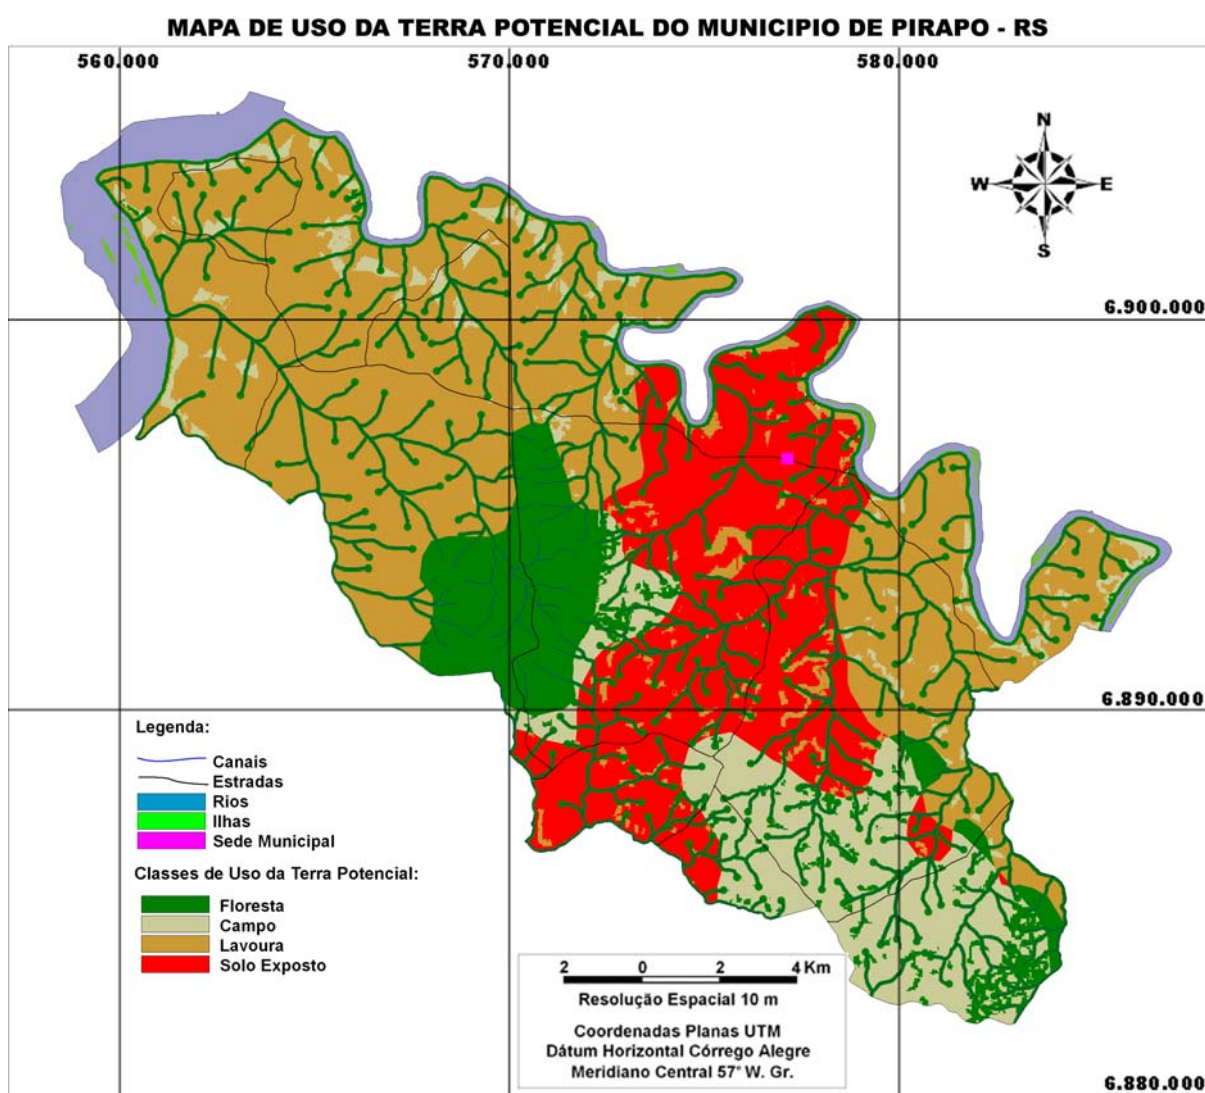 MAPA DE USO DA TERRA POTENCIAL DO MUNICIPIO DE PIRAPO - RS
560.000
570.000
580.000
N
W
E
S
6.900.000
6.890.000
Legenda:
Canais
Estradas
Rios
Ilhas
Sede Municipal
Classes de Uso da Terra Potencial:
Floresta
Campo
Lavoura
Solo Exposto
2 0 2 4 Km
Resolução Espacial 10 m
Coordenadas Planas UTM
Dátum Horizontal Córrego Alegre
Meridiano Central 57° W. Gr.
6.880.000